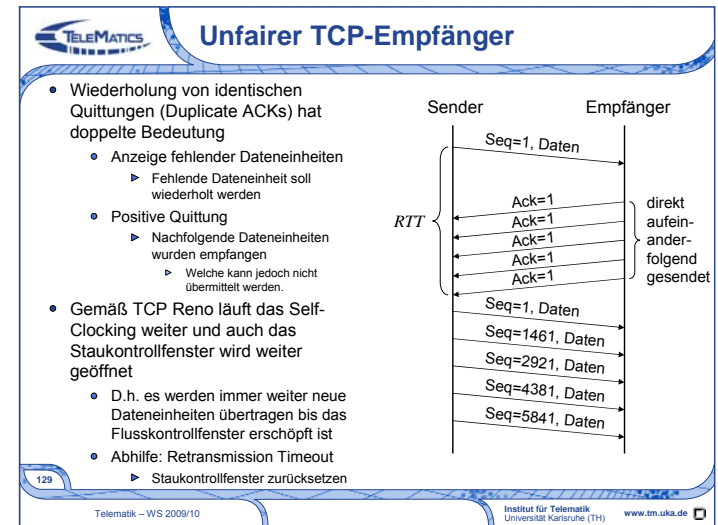 TELEMATICS
Unfairer TCP-Empfänger
Wiederholung von identischen
Quittungen (Duplicate ACKs) hat
doppelte Bedeutung
Anzeige fehlender Dateneinheiten
Fehlende Dateneinheit soll
wiederholt werden
Positive Quittung
Nachfolgende Dateneinheiten
wurden empfangen
Welche kann jedoch nicht
übermittelt werden.
Gemäß TCP Reno läuft das Self-
Clocking weiter und auch das
Staukontrollfenster wird weiter
geöffnet
D.h. es werden immer weiter neue
Dateneinheiten übertragen bis das
Flusskontrollfenster erschöpft ist
Abhilfe: Retransmission Timeout
Staukontrollfenster zurücksetzen
Sender
Empfänger
Seq=1, Daten
RTT
Ack=1
Ack=1
Ack=1
Ack=1
Ack=1
direkt
aufein-
ander-
folgend
gesendet
Seq=1, Daten
Seq=1461, Daten
Seq=2921, Daten
Seq=4381, Daten
Seq=5841, Daten
129
Telematik – WS 2009/10
Institut für Telematik
Universität Karlsruhe (TH)
www.tm.uka.de